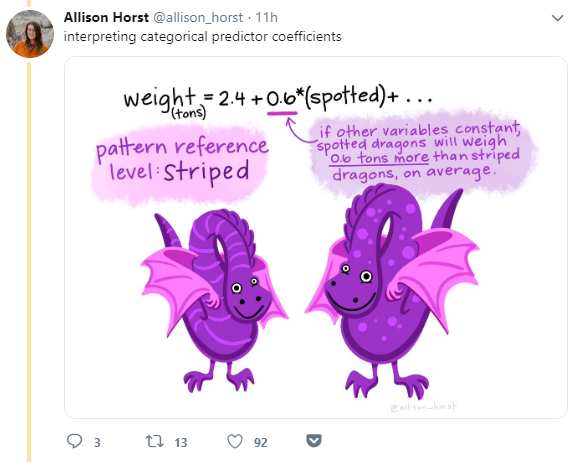 Allison Horst @allison_horst · 11h
interpreting categorical predictor coefficients
weight = 2.4 + 0.6*(spotted) + ...
(tons)
pattern reference
level: striped
if other variables constant,
spotted dragons will weigh
0.6 tons more than striped
dragons, on average.
@allison_horst
3 13 92